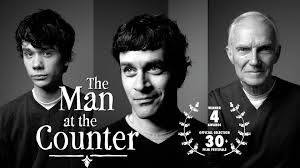 The
Man
at the
Counter
WINNER
4
AWARDS
OFFICIAL SELECTION
30+
FILM FESTIVALS